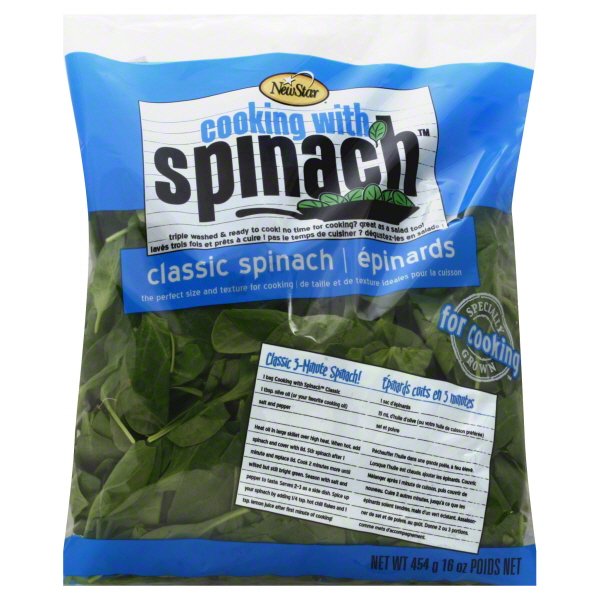 NewStar
cooking with
spinach™
triple washed & ready to cook! no time for cooking? great as a salad too!
lavés trois fois et prêts à cuire ! pas le temps de cuisiner ? dégustez-les en salade !
classic spinach | épinards
the perfect size and texture for cooking | de taille et de texture idéales pour la cuisson
SPECIALLY
for cooking
GROWN
Classic 3-Minute Spinach!
1 bag Cooking with Spinach™ Classic
1 tbsp. olive oil (or your favorite cooking oil)
salt and pepper
Heat oil in large skillet over high heat. When hot, add
spinach and cover with lid. Stir spinach after 1
minute and replace lid. Cook 2 minutes more until
wilted but still bright green. Season with salt and
pepper to taste. Serves 2-3 as a side dish. Spice up
your spinach by adding 1/4 tsp. hot chili flakes and 1
tsp. lemon juice after first minute of cooking!
Épinards cuits en 3 minutes
1 sac d'épinards
15 mL d'huile d'olive (ou votre huile de cuisson préférée)
sel et poivre
Réchauffer l'huile dans une grande poêle, à feu élevé.
Lorsque l'huile est chaude, ajouter les épinards. Couvrir.
Mélanger après 1 minute de cuisson, puis couvrir de
nouveau. Cuire 2 autres minutes, jusqu'à ce que les
épinards soient tendres, mais d'un vert éclatant. Assaison-
ner de sel et de poivre, au goût. Donne 2 ou 3 portions,
comme mets d'accompagnement.
NET WT 454 g 16 oz POIDS NET